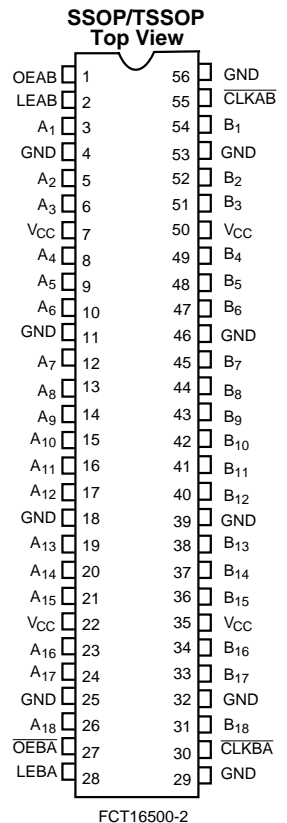 SSOP/TSSOP
Top View
OEAB 1 56 GND
LEAB 2 55 CLKAB
A1 3 54 B1
GND 4 53 GND
A2 5 52 B2
A3 6 51 B3
VCC 7 50 VCC
A4 8 49 B4
A5 9 48 B5
A6 10 47 B6
GND 11 46 GND
A7 12 45 B7
A8 13 44 B8
A9 14 43 B9
A10 15 42 B10
A11 16 41 B11
A12 17 40 B12
GND 18 39 GND
A13 19 38 B13
A14 20 37 B14
A15 21 36 B15
VCC 22 35 VCC
A16 23 34 B16
A17 24 33 B17
GND 25 32 GND
A18 26 31 B18
OEBA 27 30 CLKBA
LEBA 28 29 GND
FCT16500-2